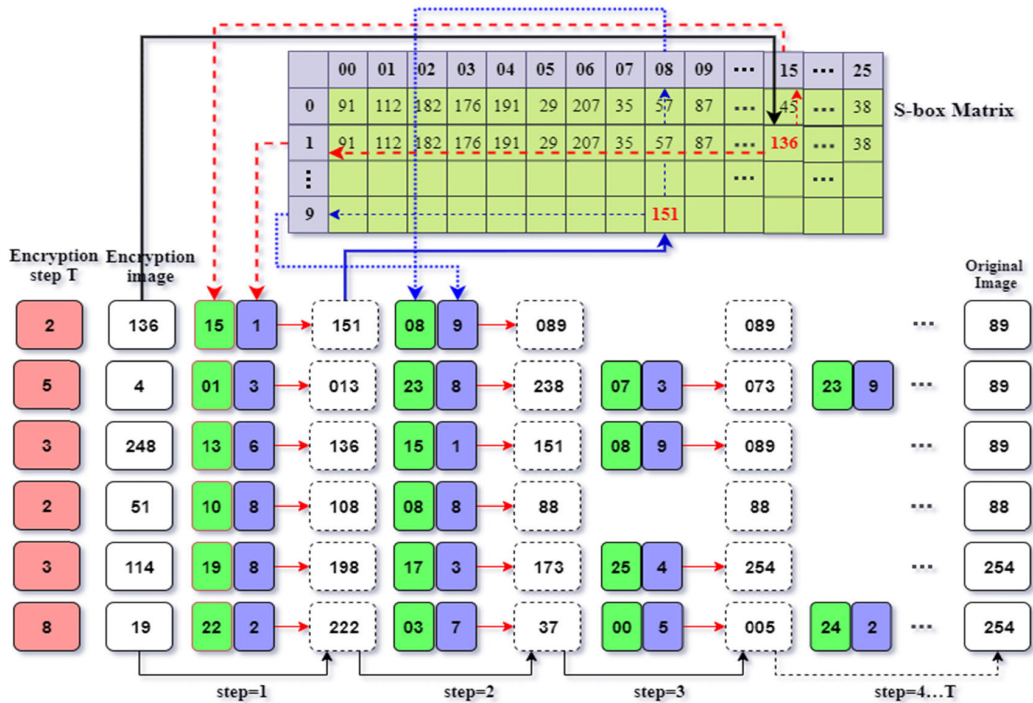 00 01 02 03 04 05 06 07 08 09 ... 15 ... 25
0 91 112 182 176 191 29 207 35 57 87 ... 45 ... 38
S-box Matrix
1 91 112 182 176 191 29 207 35 57 87 ... 136 ... 38
⋮ ... ...
9 151
Encryption step T
Encryption image
Original Image
2 136 15 1 151 08 9 089 089 ... 89
5 4 01 3 013 23 8 238 07 3 073 23 9 ... 89
3 248 13 6 136 15 1 151 08 9 089 ... 89
2 51 10 8 108 08 8 88 88 ... 88
3 114 19 8 198 17 3 173 25 4 254 ... 254
8 19 22 2 222 03 7 37 00 5 005 24 2 ... 254
step=1 step=2 step=3 step=4...T